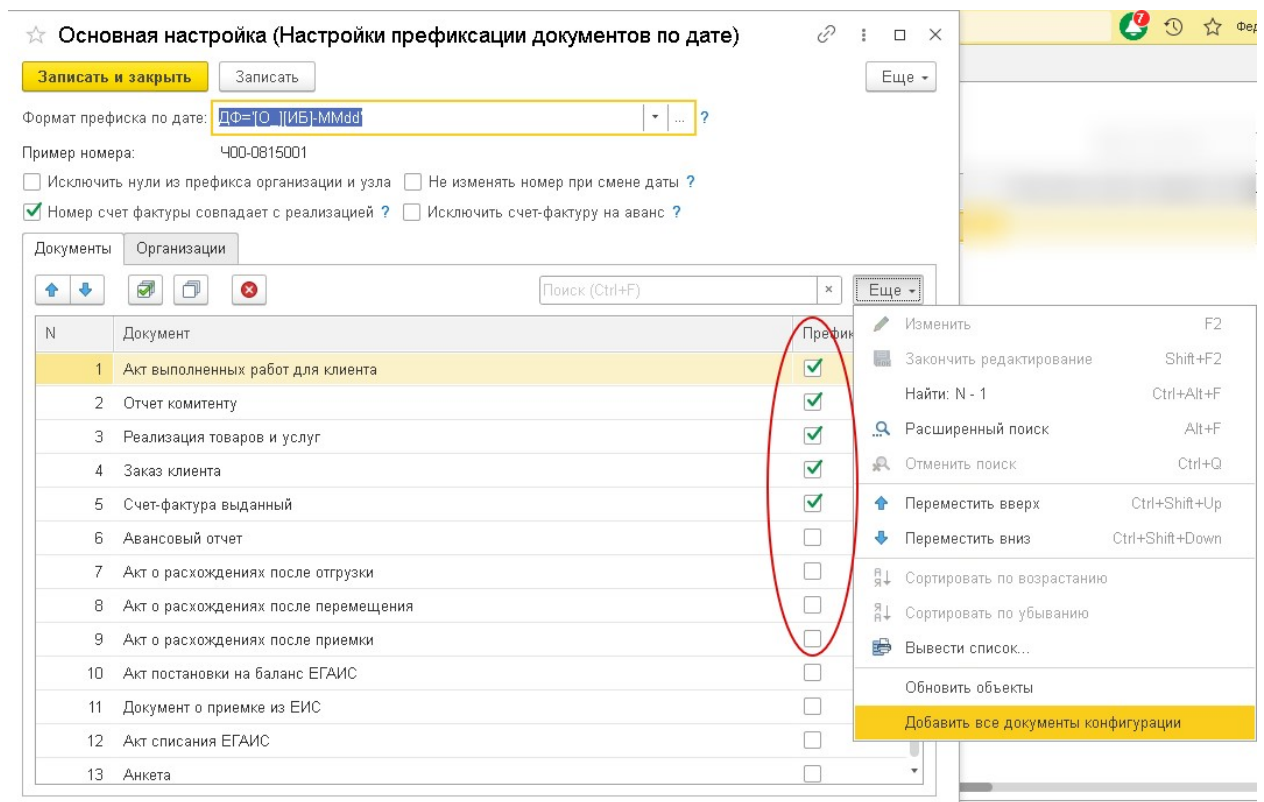 Основная настройка (Настройки префиксации документов по дате)
7
Записать и закрыть
Записать
Еще
Формат префиска по дате:
ДФ='[О_][ИБ]-MMdd'
...
?
Пример номера:
Ч00-0815001
Исключить нули из префикса организации и узла
Не изменять номер при смене даты ?
Номер счет фактуры совпадает с реализацией ?
Исключить счет-фактуру на аванс ?
Документы
Организации
Поиск (Ctrl+F)
×
Еще
N
Документ
1 Акт выполненных работ для клиента
2 Отчет комитенту
3 Реализация товаров и услуг
4 Заказ клиента
5 Счет-фактура выданный
6 Авансовый отчет
7 Акт о расхождениях после отгрузки
8 Акт о расхождениях после перемещения
9 Акт о расхождениях после приемки
10 Акт постановки на баланс ЕГАИС
11 Документ о приемке из ЕИС
12 Акт списания ЕГАИС
13 Анкета
Изменить F2
Закончить редактирование Shift+F2
Найти: N - 1 Ctrl+Alt+F
Расширенный поиск Alt+F
Отменить поиск Ctrl+Q
Переместить вверх Ctrl+Shift+Up
Переместить вниз Ctrl+Shift+Down
Сортировать по возрастанию
Сортировать по убыванию
Вывести список...
Обновить объекты
Добавить все документы конфигурации